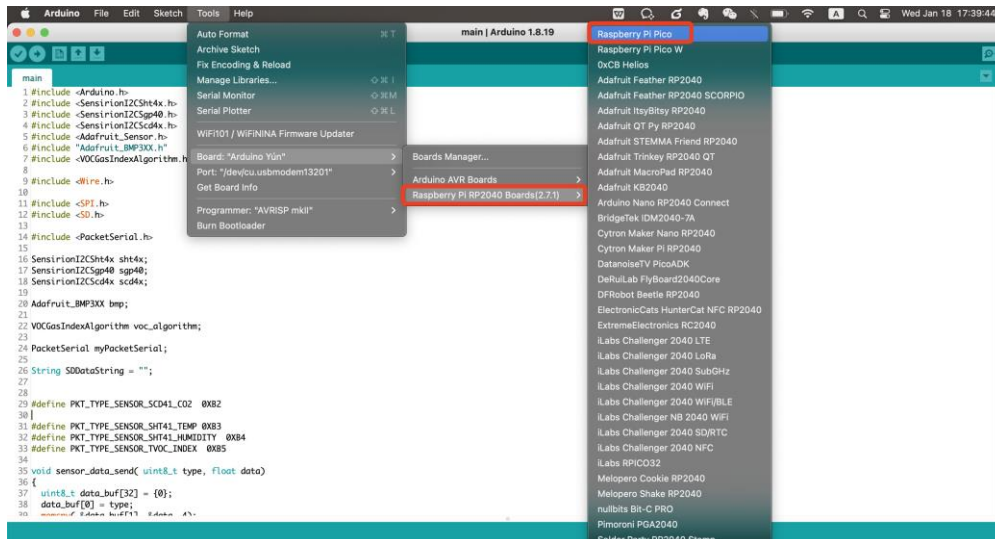 Arduino File Edit Sketch Tools Help
Wed Jan 18 17:39:44
main | Arduino 1.8.19
main
1 #include <Arduino.h>
2 #include <SensirionI2CSht4x.h>
3 #include <SensirionI2CSgp40.h>
4 #include <SensirionI2CScd4x.h>
5 #include <Adafruit_Sensor.h>
6 #include "Adafruit_BMP3XX.h"
7 #include <VOCGasIndexAlgorithm.h
8
9 #include <Wire.h>
10
11 #include <SPI.h>
12 #include <SD.h>
13
14 #include <PacketSerial.h>
15
16 SensirionI2CSht4x sht4x;
17 SensirionI2CSgp40 sgp40;
18 SensirionI2CScd4x scd4x;
19
20 Adafruit_BMP3XX bmp;
21
22 VOCGasIndexAlgorithm voc_algorithm;
23
24 PacketSerial myPacketSerial;
25
26 String SDDataString = "";
27
28
29 #define PKT_TYPE_SENSOR_SCD41_CO2 0XB2
30
31 #define PKT_TYPE_SENSOR_SHT41_TEMP 0XB3
32 #define PKT_TYPE_SENSOR_SHT41_HUMIDITY 0XB4
33 #define PKT_TYPE_SENSOR_TVOC_INDEX 0XB5
34
35 void sensor_data_send( uint8_t type, float data)
36 {
37 uint8_t data_buf[32] = {0};
38 data_buf[0] = type;
Auto Format ⌘ T
Archive Sketch
Fix Encoding & Reload
Manage Libraries... ⇧ ⌘ I
Serial Monitor ⇧ ⌘ M
Serial Plotter ⇧ ⌘ L
WiFi101 / WiFiNINA Firmware Updater
Board: "Arduino Yún"
Port: "/dev/cu.usbmodem13201"
Get Board Info
Programmer: "AVRISP mkII"
Burn Bootloader
Boards Manager...
Arduino AVR Boards
Raspberry Pi RP2040 Boards(2.7.1)
Raspberry Pi Pico
Raspberry Pi Pico W
0xCB Helios
Adafruit Feather RP2040
Adafruit Feather RP2040 SCORPIO
Adafruit ItsyBitsy RP2040
Adafruit QT Py RP2040
Adafruit STEMMA Friend RP2040
Adafruit Trinkey RP2040 QT
Adafruit MacroPad RP2040
Adafruit KB2040
Arduino Nano RP2040 Connect
BridgeTek IDM2040-7A
Cytron Maker Nano RP2040
Cytron Maker Pi RP2040
DatanoiseTV PicoADK
DeRuiLab FlyBoard2040Core
DFRobot Beetle RP2040
ElectronicCats HunterCat NFC RP2040
ExtremeElectronics RC2040
iLabs Challenger 2040 LTE
iLabs Challenger 2040 LoRa
iLabs Challenger 2040 SubGHz
iLabs Challenger 2040 WiFi
iLabs Challenger 2040 WiFi/BLE
iLabs Challenger NB 2040 WiFi
iLabs Challenger 2040 SD/RTC
iLabs Challenger 2040 NFC
iLabs RPICO32
Melopero Cookie RP2040
Melopero Shake RP2040
nullbits Bit-C PRO
Pimoroni PGA2040